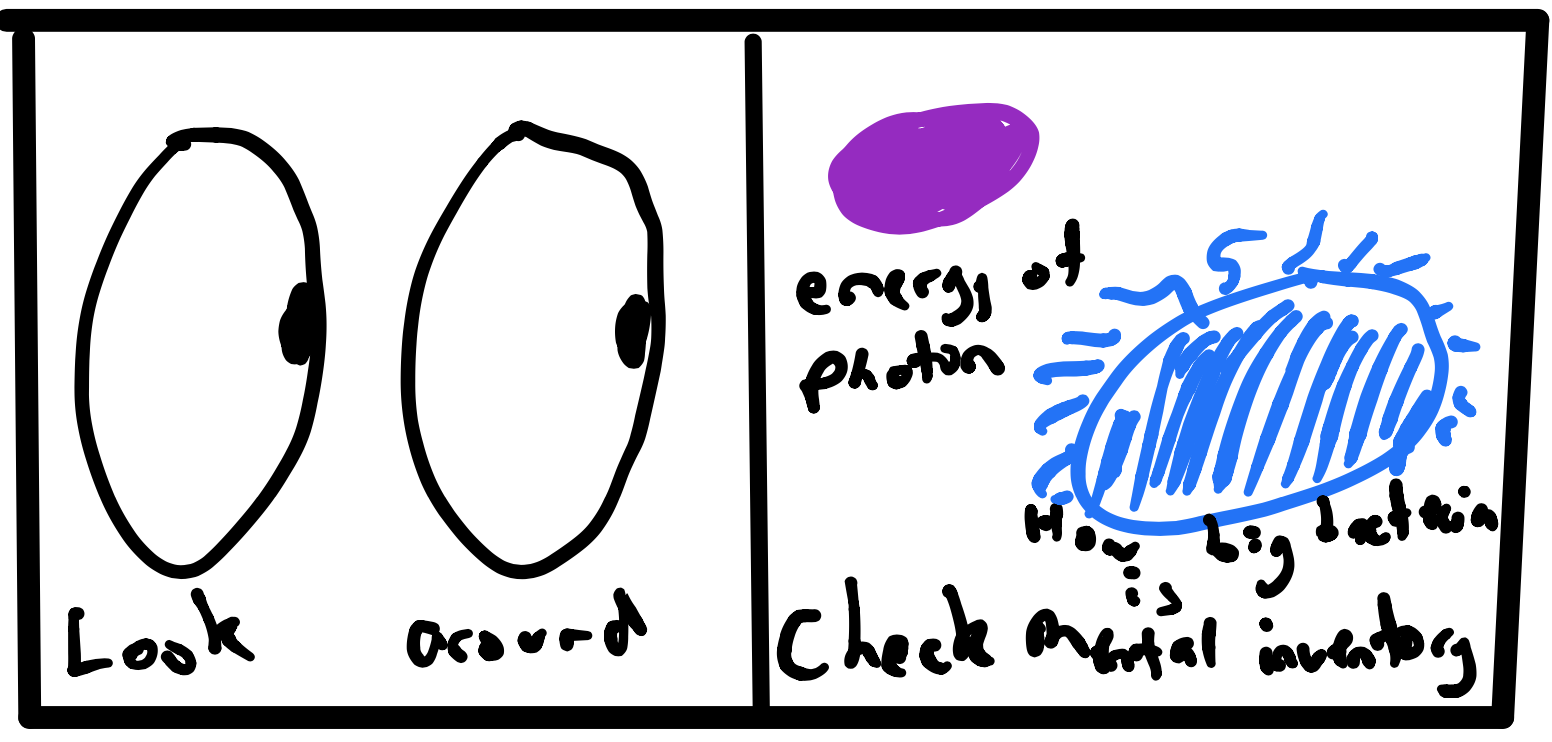 Look around
energy of
photon
How big bacteria
is
Check mental inventory